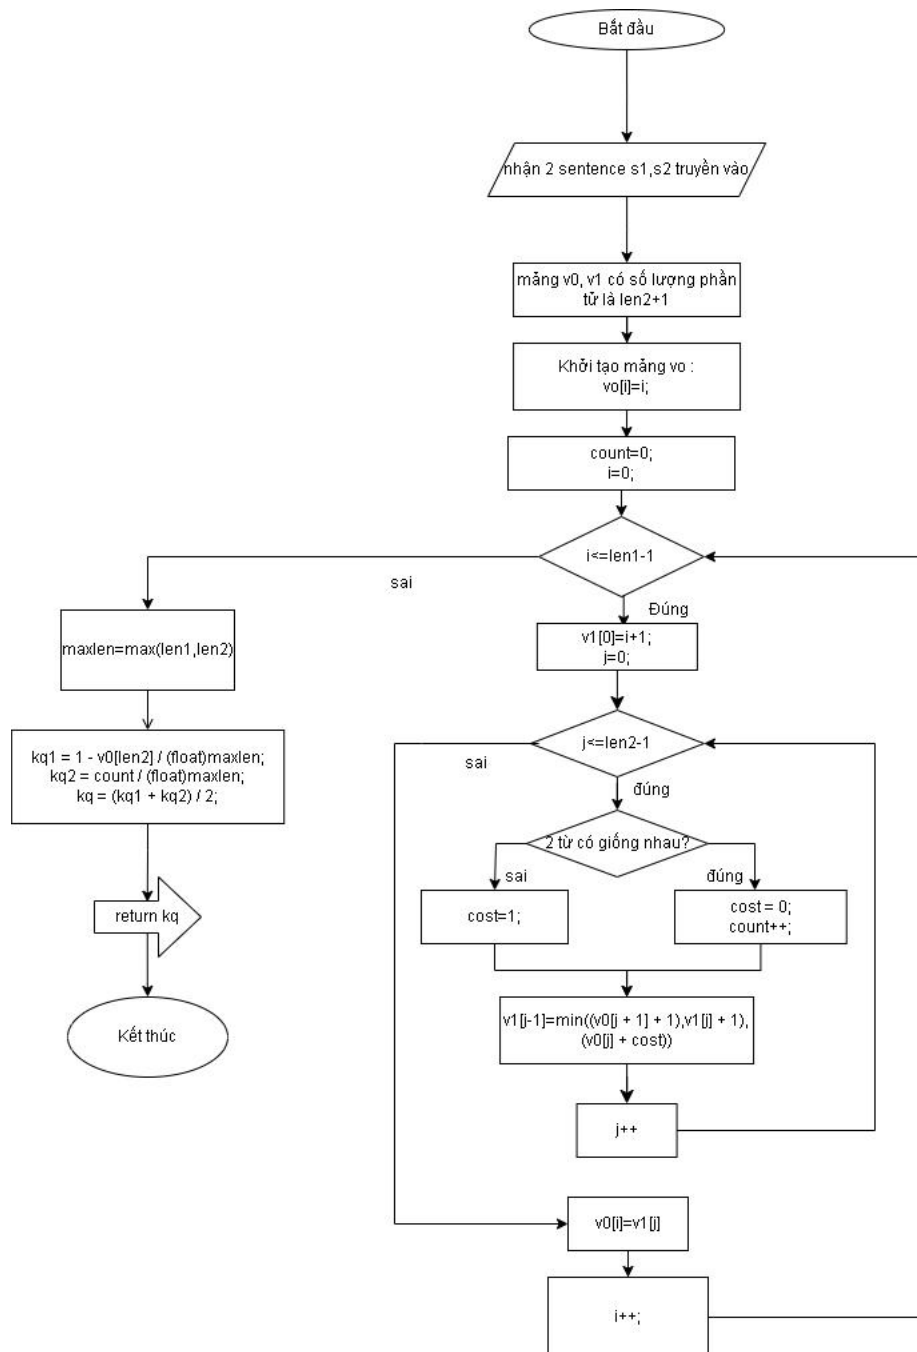 Bắt đầu
nhận 2 sentence s1,s2 truyền vào
mảng v0, v1 có số lượng phần
tử là len2+1
Khởi tạo mảng vo :
vo[i]=i;
count=0;
i=0;
i<=len1-1
sai
Đúng
maxlen=max(len1,len2)
v1[0]=i+1;
j=0;
kq1 = 1 - v0[len2] / (float)maxlen;
kq2 = count / (float)maxlen;
kq = (kq1 + kq2) / 2;
j<=len2-1
sai
đúng
2 từ có giống nhau?
sai
đúng
cost=1;
cost = 0;
count++;
return kq
v1[j-1]=min((v0[j + 1] + 1),v1[j] + 1),
(v0[j] + cost))
Kết thúc
j++
v0[i]=v1[j]
i++;